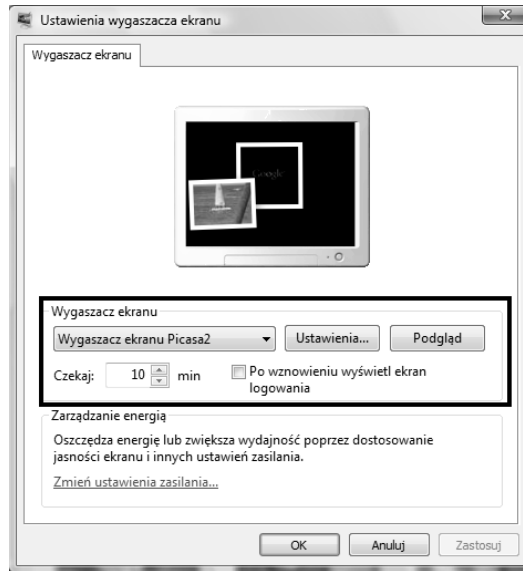 Ustawienia wygaszacza ekranu
Wygaszacz ekranu
Google
Wygaszacz ekranu
Wygaszacz ekranu Picasa2
Ustawienia...
Podgląd
Czekaj:
10
min
Po wznowieniu wyświetl ekran
logowania
Zarządzanie energią
Oszczędza energię lub zwiększa wydajność poprzez dostosowanie
jasności ekranu i innych ustawień zasilania.
Zmień ustawienia zasilania...
OK
Anuluj
Zastosuj